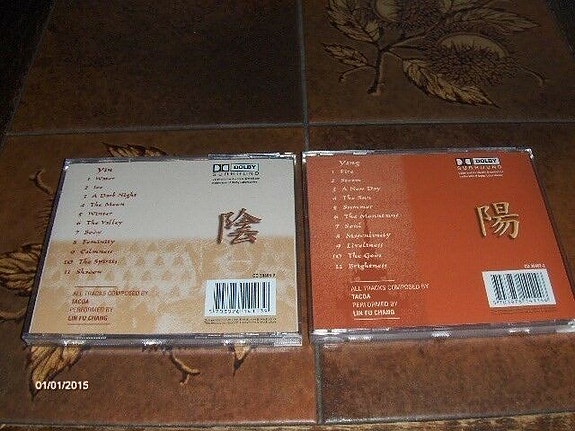 Yin
1 Water
2 Ice
3 A Dark Night
4 The Moon
5 Winter
6 The Valley
7 Body
8 Feminity
9 Calmness
10 The Spirits
11 Shadow
DOLBY
SURROUND
陰
ALL TRACKS COMPOSED BY
TACOA
PERFORMED BY
LIN FU CHANG
Yang
1 Fire
2
3 A New Day
4 The Sun
5 Summer
6 The Mountains
7 Soul
8 Masculinity
9 Liveliness
10 The Gods
11 Brightness
DOLBY
SURROUND
陽
ALL TRACKS COMPOSED BY
TACOA
PERFORMED BY
LIN FU CHANG
01/01/2015